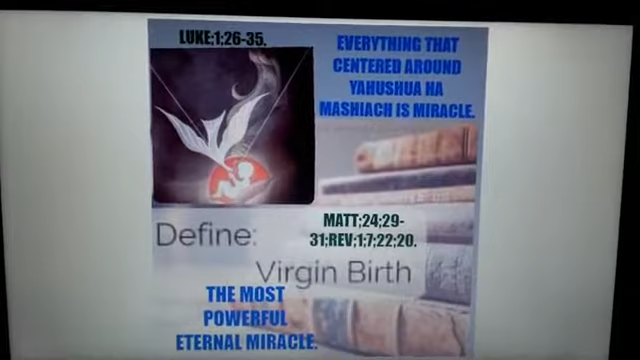 LUKE;1;26-35.
EVERYTHING THAT
CENTERED AROUND
YAHUSHUA HA
MASHIACH IS MIRACLE.
MATT;24;29-
31;REV;1;7;22;20.
Define:
Virgin Birth
THE MOST
POWERFUL
ETERNAL MIRACLE.